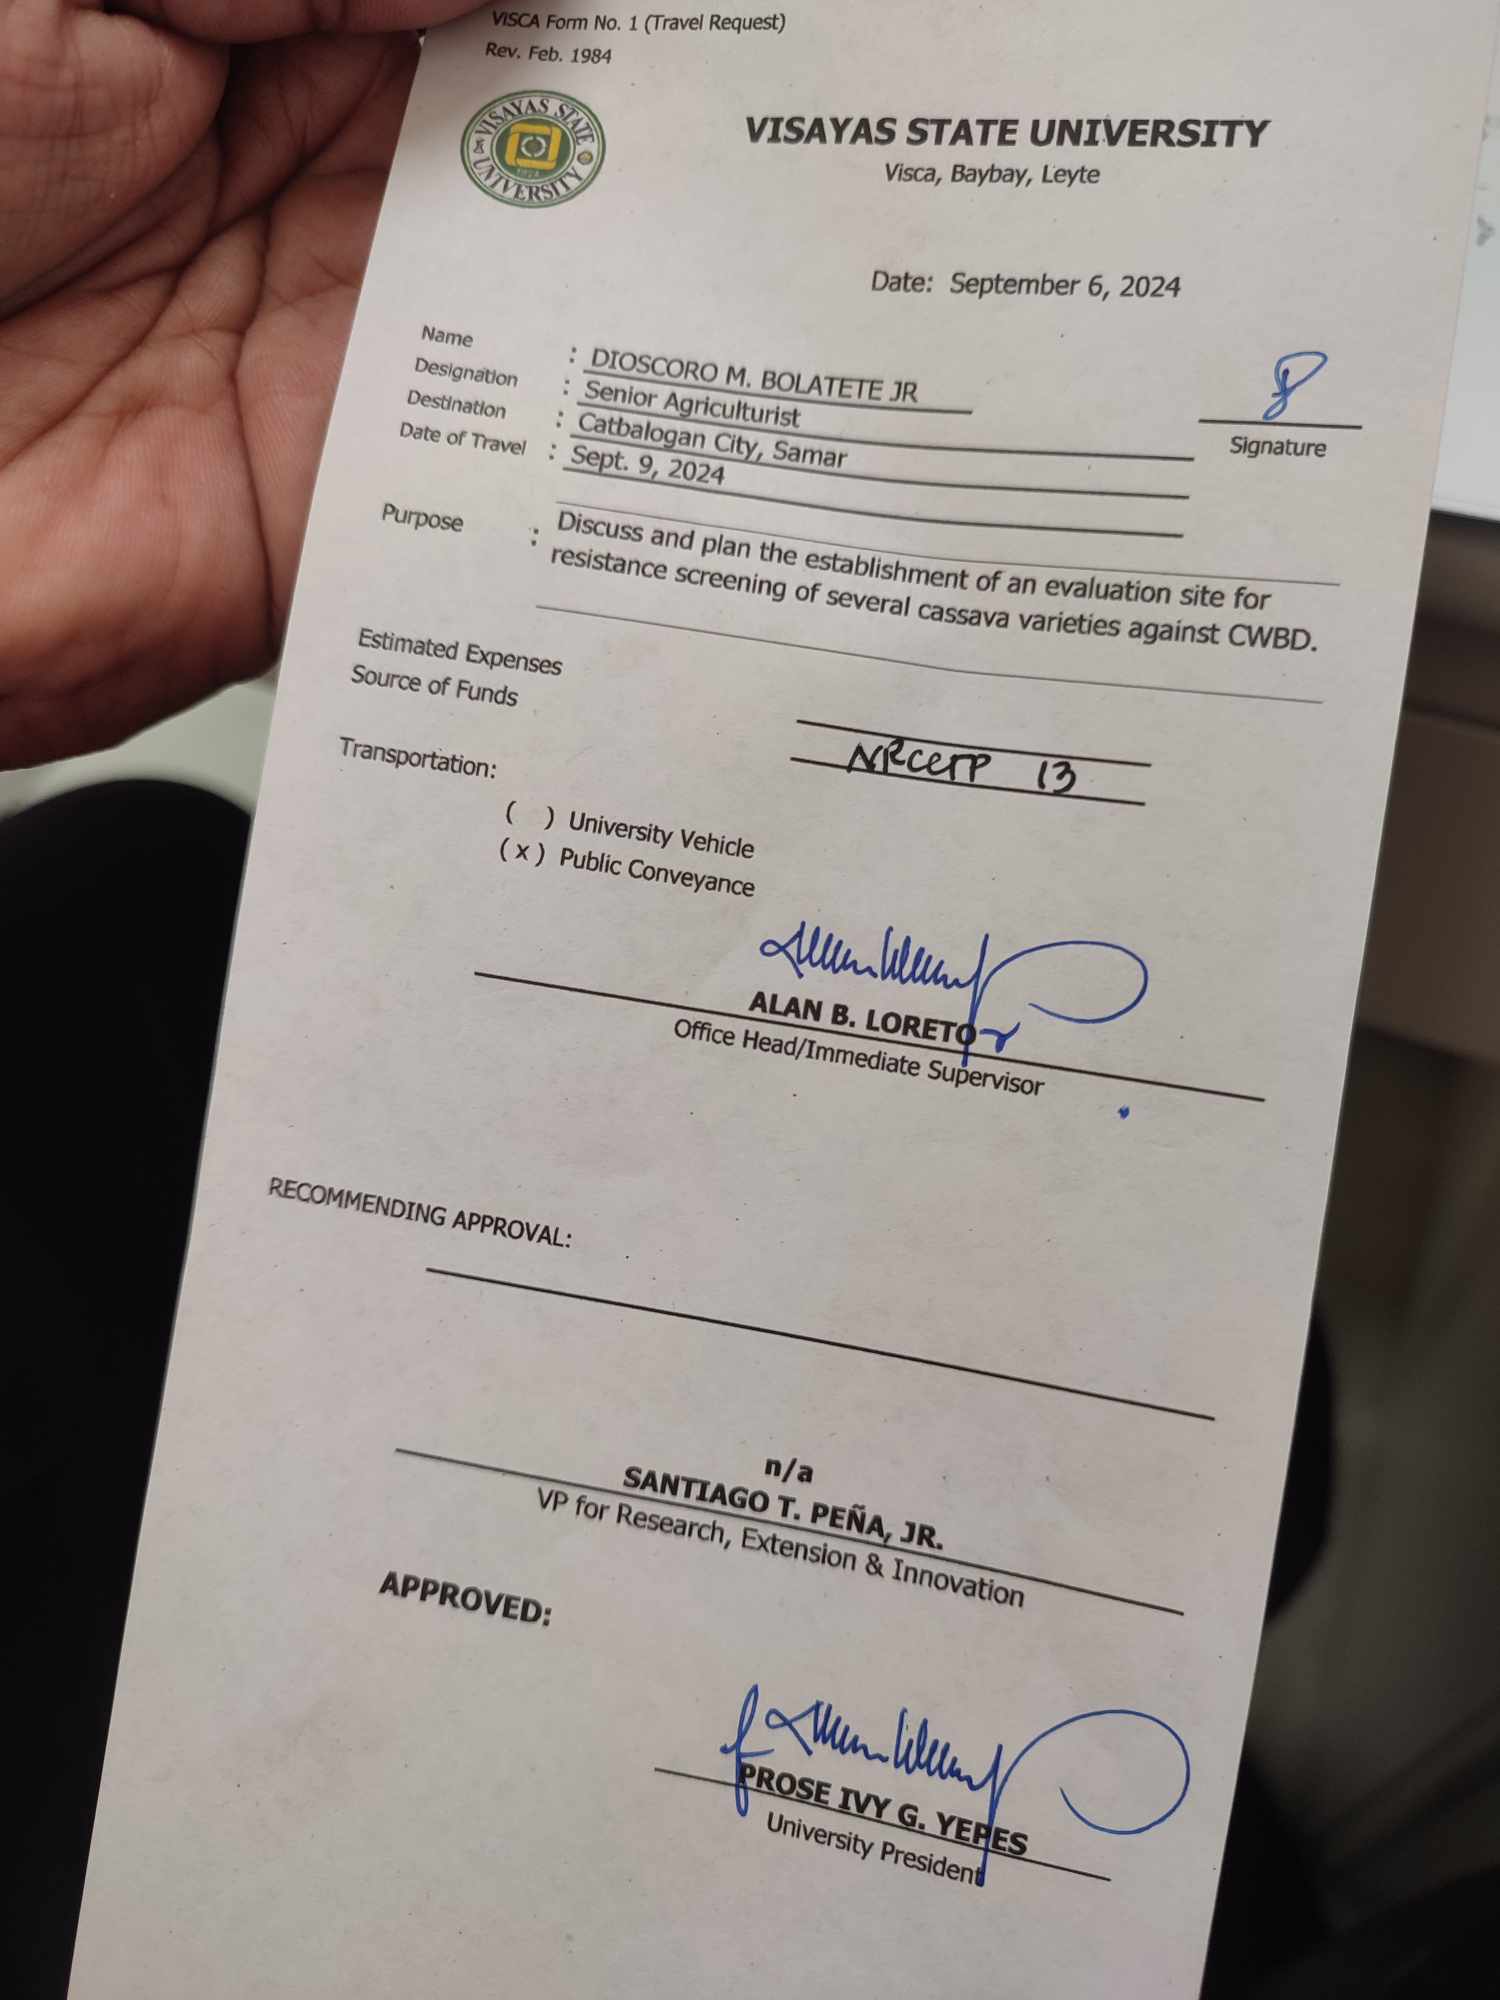 VISCA Form No. 1 (Travel Request)
Rev. Feb. 1984
VISAYAS STATE UNIVERSITY
1924
VISAYAS STATE UNIVERSITY
Visca, Baybay, Leyte
Date: September 6, 2024
Name : DIOSCORO M. BOLATETE JR
Designation : Senior Agriculturist
Destination : Catbalogan City, Samar
Date of Travel : Sept. 9, 2024
Signature
Purpose : Discuss and plan the establishment of an evaluation site for
resistance screening of several cassava varieties against CWBD.
Estimated Expenses
Source of Funds 13
Transportation:
( ) University Vehicle
( x ) Public Conveyance
ALAN B. LORETO
Office Head/Immediate Supervisor
RECOMMENDING APPROVAL:
n/a
SANTIAGO T. PEÑA, JR.
VP for Research, Extension & Innovation
APPROVED:
PROSE IVY G. YEPES
University President